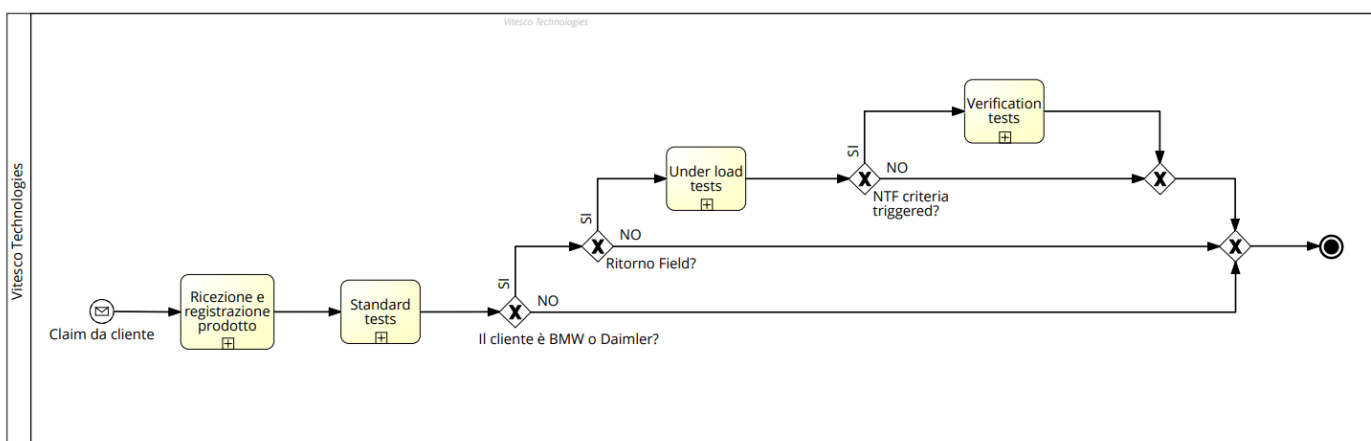 Vitesco Technologies
Vitesco Technologies
Verification
tests
SI
NO
NTF criteria
triggered?
Under load
tests
SI
NO
Ritorno Field?
SI
NO
Il cliente è BMW o Daimler?
Claim da cliente
Ricezione e
registrazione
prodotto
Standard
tests